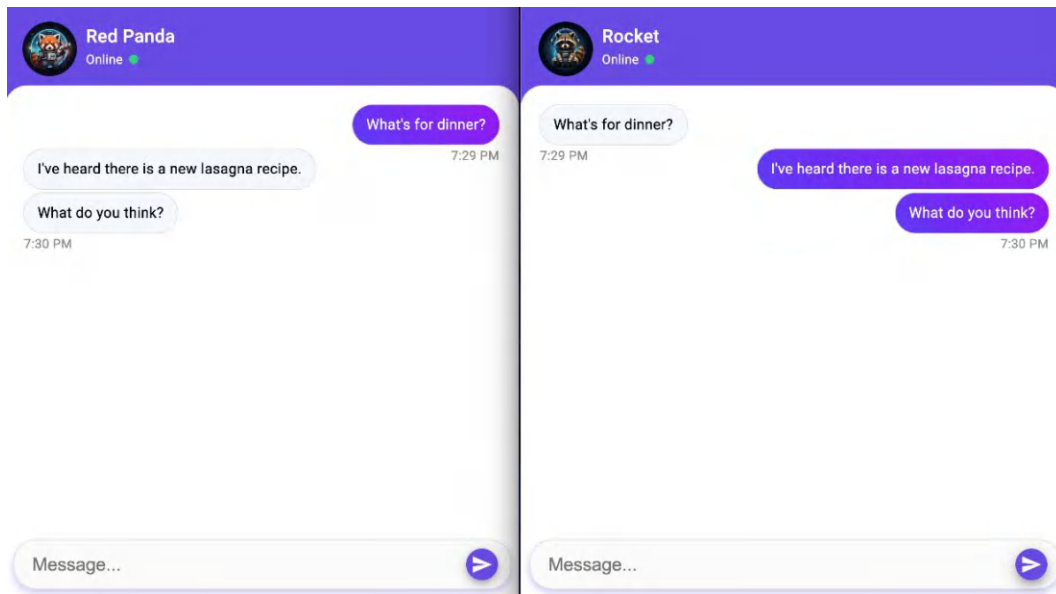 Red Panda
Online
What's for dinner?
7:29 PM
I've heard there is a new lasagna recipe.
What do you think?
7:30 PM
Message...
Rocket
Online
What's for dinner?
7:29 PM
I've heard there is a new lasagna recipe.
What do you think?
7:30 PM
Message...